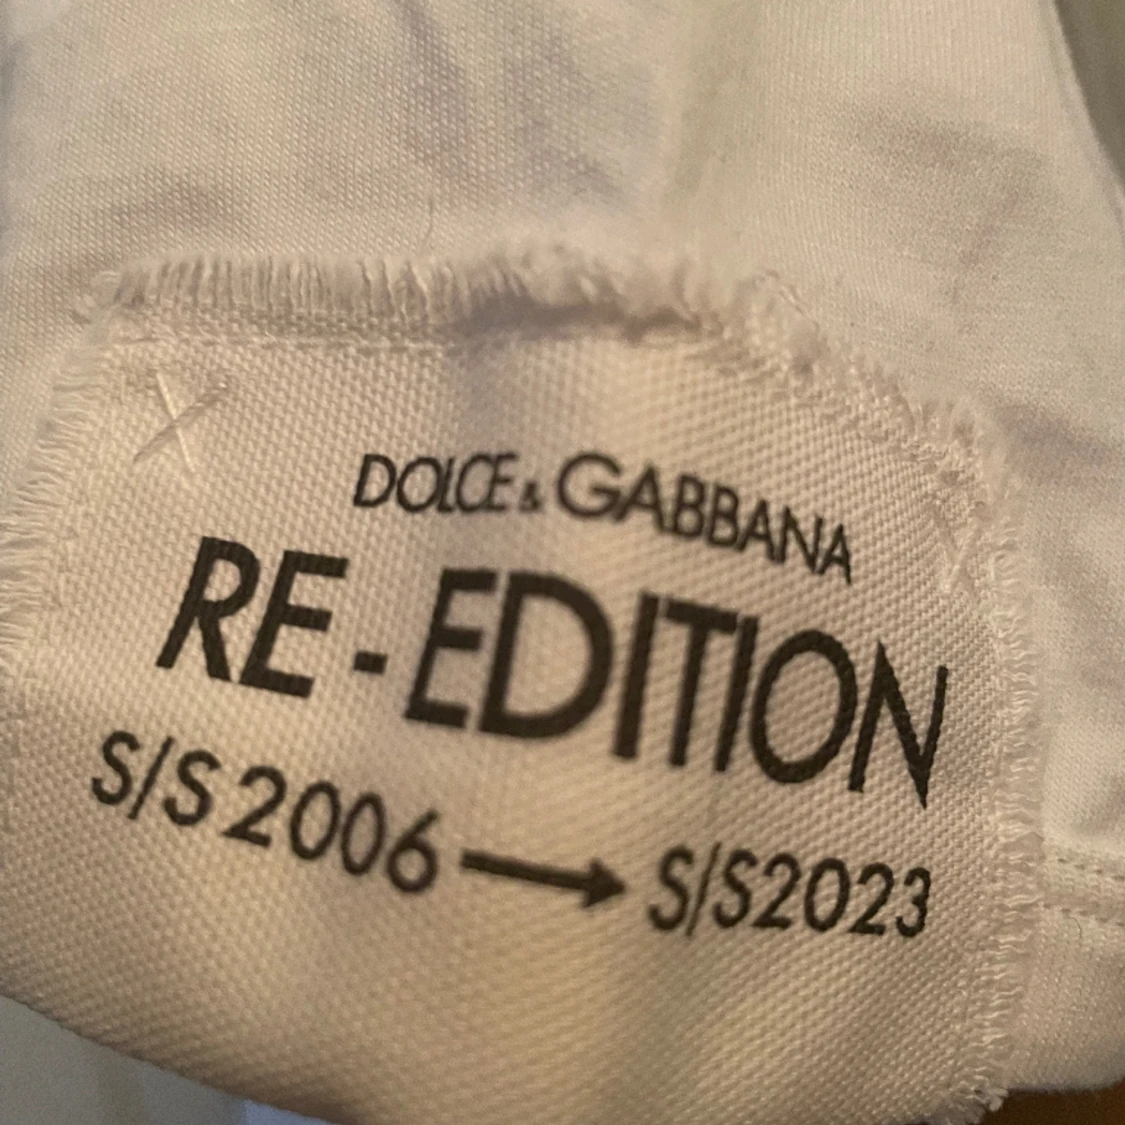 DOLCE & GABBANA
RE-EDITION
S/S 2006 → S/S2023